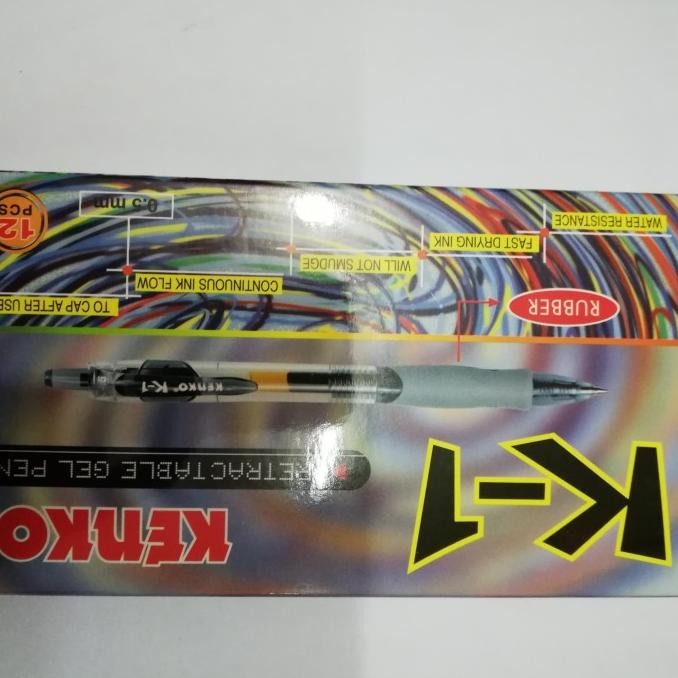 K-1
KENKO
RETRACTABLE GEL PEN
KENKO K-1
RUBBER
TO CAP AFTER USE
CONTINUOUS INK FLOW
WILL NOT SMUDGE
FAST DRYING INK
WATER RESISTANCE
0.5 mm
12
PCS